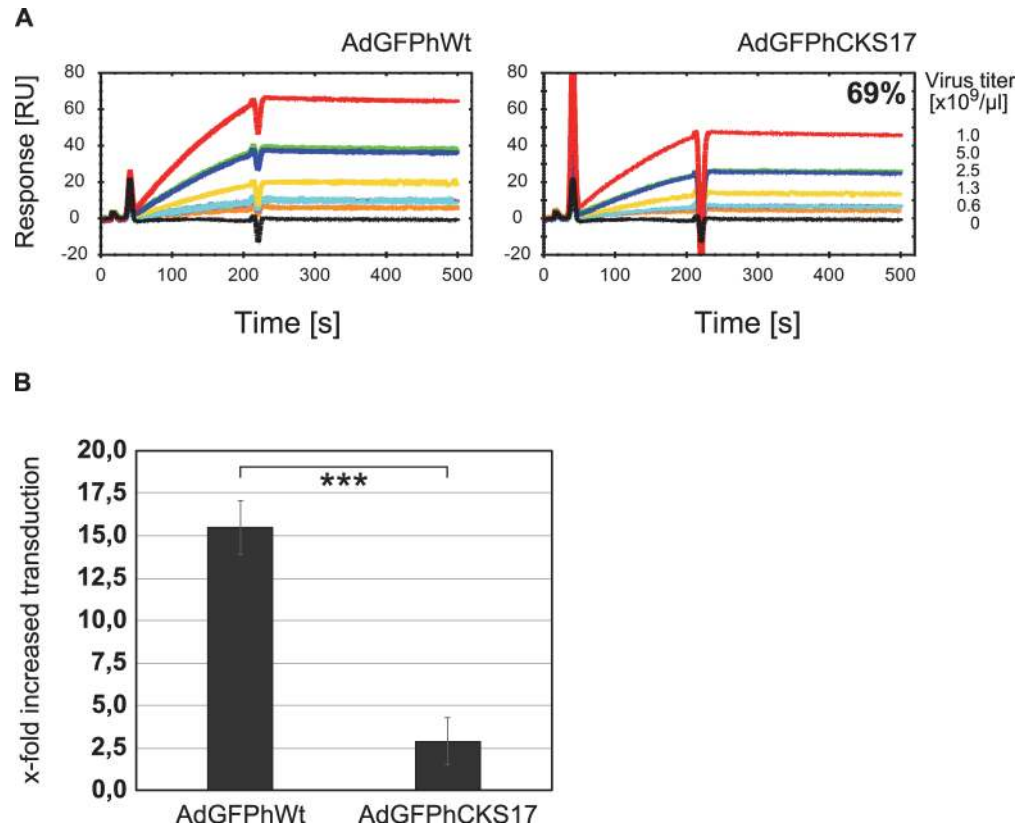 A
AdGFPhWt
AdGFPhCKS17
Response [RU]
80
60
40
20
0
-20
0 100 200 300 400 500
Time [s]
80
60
40
20
0
-20
69%
0 100 200 300 400 500
Time [s]
Virus titer
[x10⁹/µl]
1.0
5.0
2.5
1.3
0.6
0
B
x-fold increased transduction
20,0
17,5
15,0
12,5
10,0
7,5
5,0
2,5
0,0
***
AdGFPhWt
AdGFPhCKS17